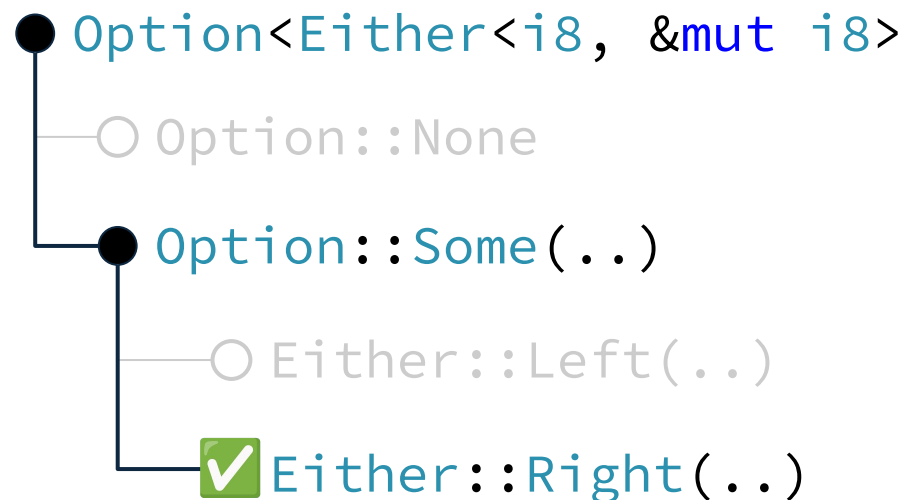 Option<Either<i8, &mut i8>
Option::None
Option::Some(..)
Either::Left(..)
Either::Right(..)